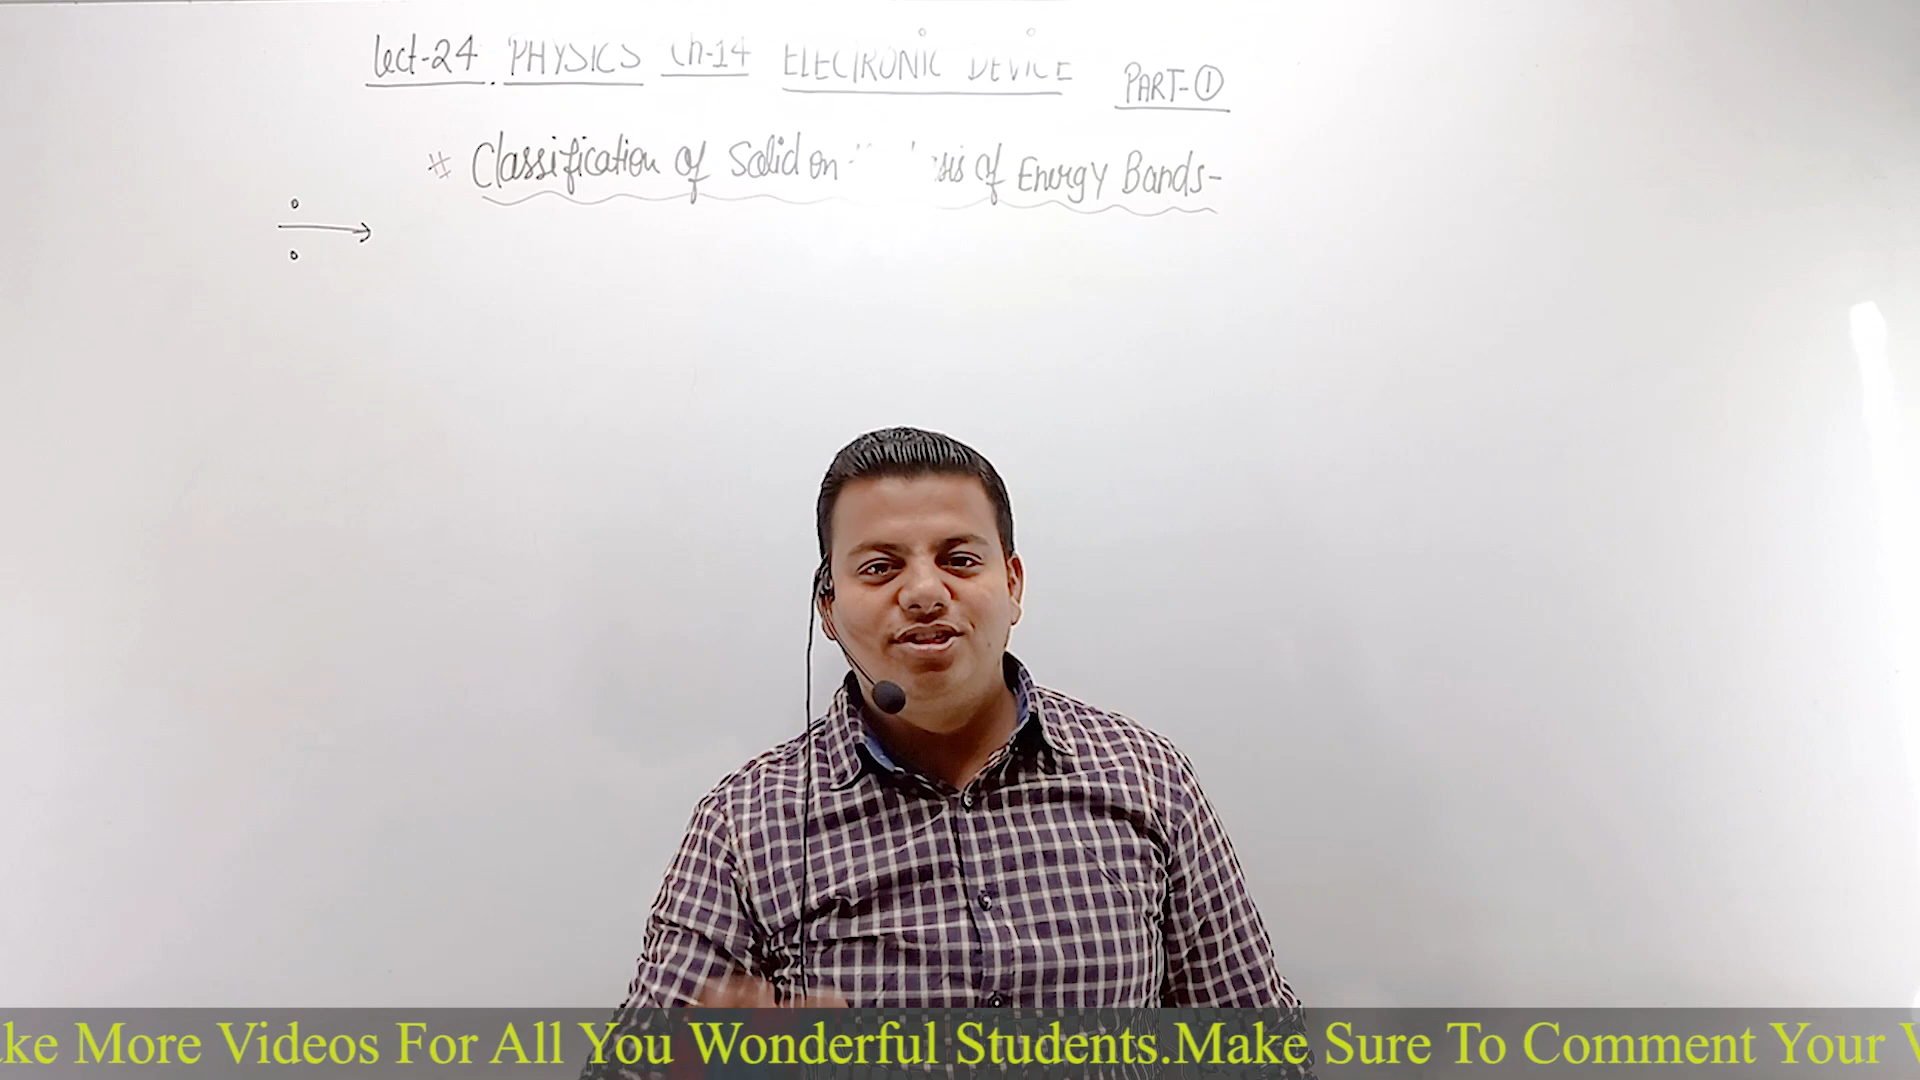 Lect-24. PHYSICS Ch-14 ELECTRONIC DEVICE PART-①
# Classification of Solid on of Energy Bands-
More Videos For All You Wonderful Students.Make Sure To Comment Your